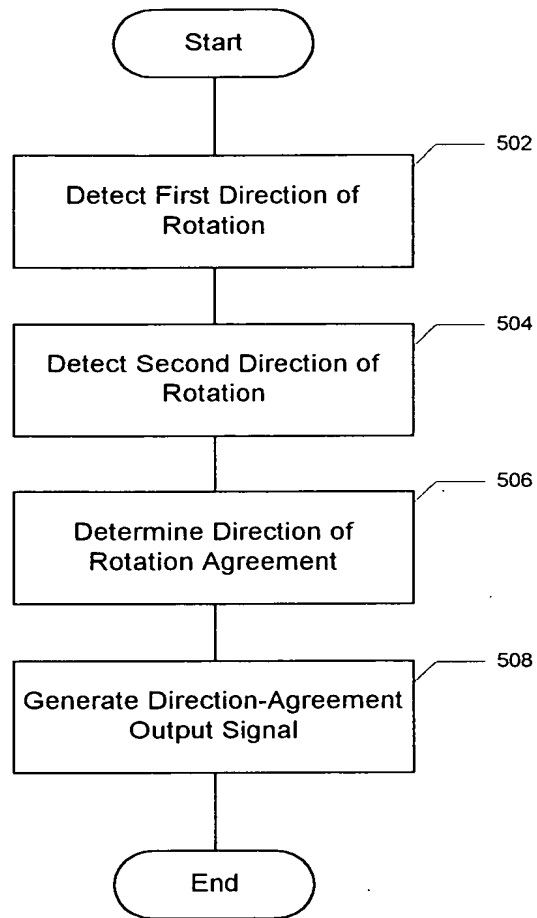 Start
502
Detect First Direction of
Rotation
504
Detect Second Direction of
Rotation
506
Determine Direction of
Rotation Agreement
508
Generate Direction-Agreement
Output Signal
End